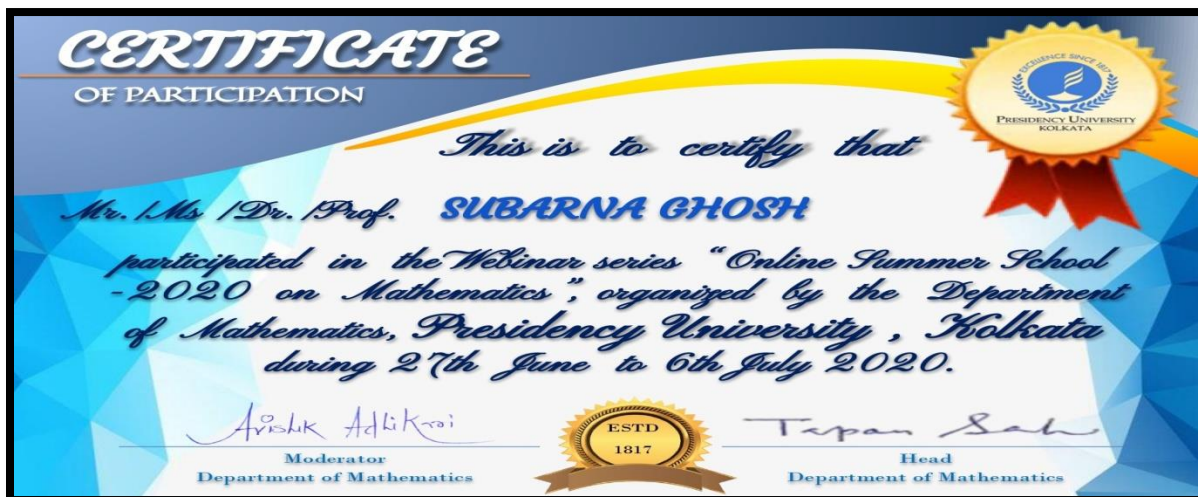 CERTIFICATE
OF PARTICIPATION
EXCELLENCE SINCE 1817
PRESIDENCY UNIVERSITY
KOLKATA
This is to certify that
Mr. /Ms /Dr. /Prof. SUBARNA GHOSH
participated in the Webinar series "Online Summer School
-2020 on Mathematics", organized by the Department
of Mathematics, Presidency University, Kolkata
during 27th June to 6th July 2020.
Avishek Adhikari
Moderator
Department of Mathematics
ESTD
1817
Tapan Sah
Head
Department of Mathematics